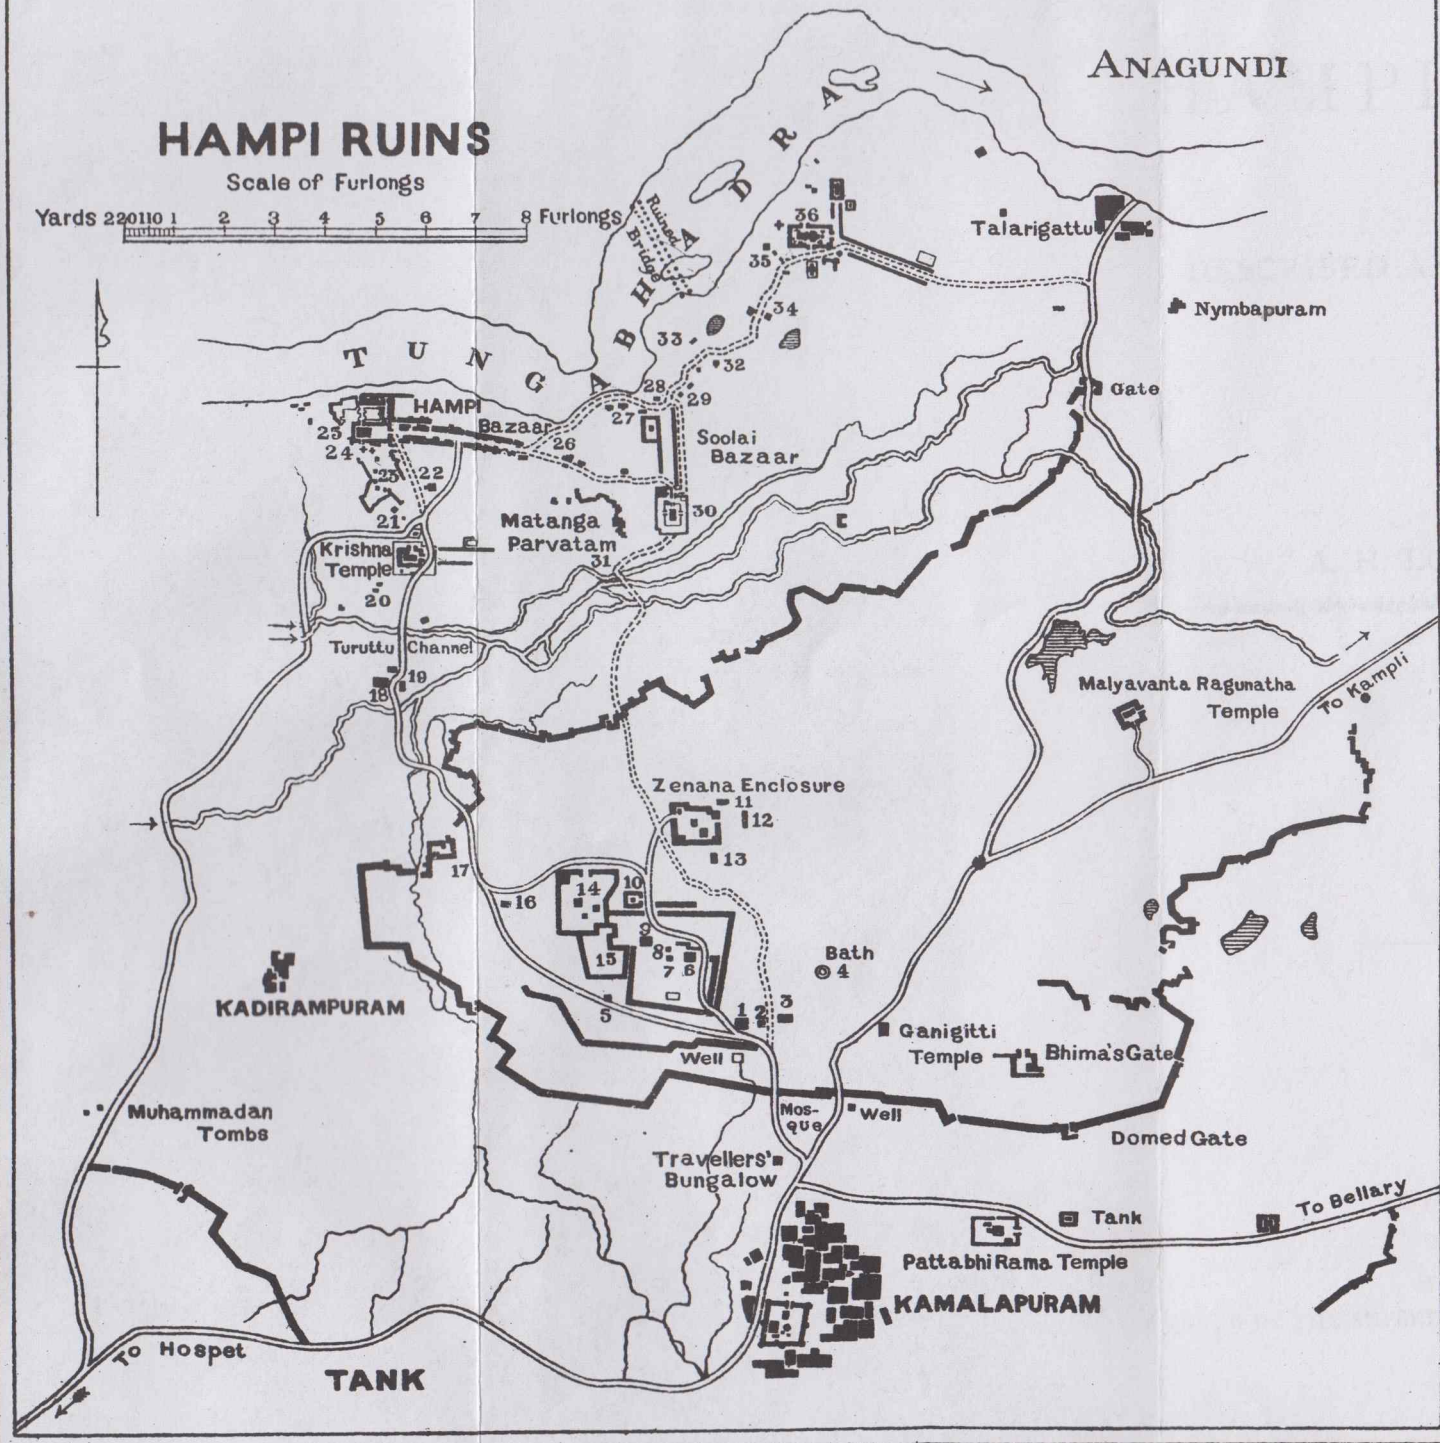 ANAGUNDI
HAMPI RUINS
Scale of Furlongs
Yards 220110 1 2 3 4 5 6 7 8 Furlongs
TUNGABHADRA
Ruined
Bridge
36
35
34
33
32
Talarigattu
Nymbapuram
Gate
HAMPI
Bazaar
28
29
27
26
25
24
23
22
21
Soolai
Bazaar
30
Matanga
Parvatam
31
Krishna
Temple
20
Turuttu Channel
19
18
Malyavanta Ragunatha
Temple
To Kampli
Zenana Enclosure
11
12
13
17
14
10
16
9
15
8
7
6
Bath
4
KADIRAMPURAM
5
1
2
3
Ganigitti
Temple
Bhima's Gate
Well
Muhammadan
Tombs
Mos-
que
Well
Domed Gate
Travellers'
Bungalow
To Bellary
Tank
Pattabhi Rama Temple
KAMALAPURAM
To Hospet
TANK